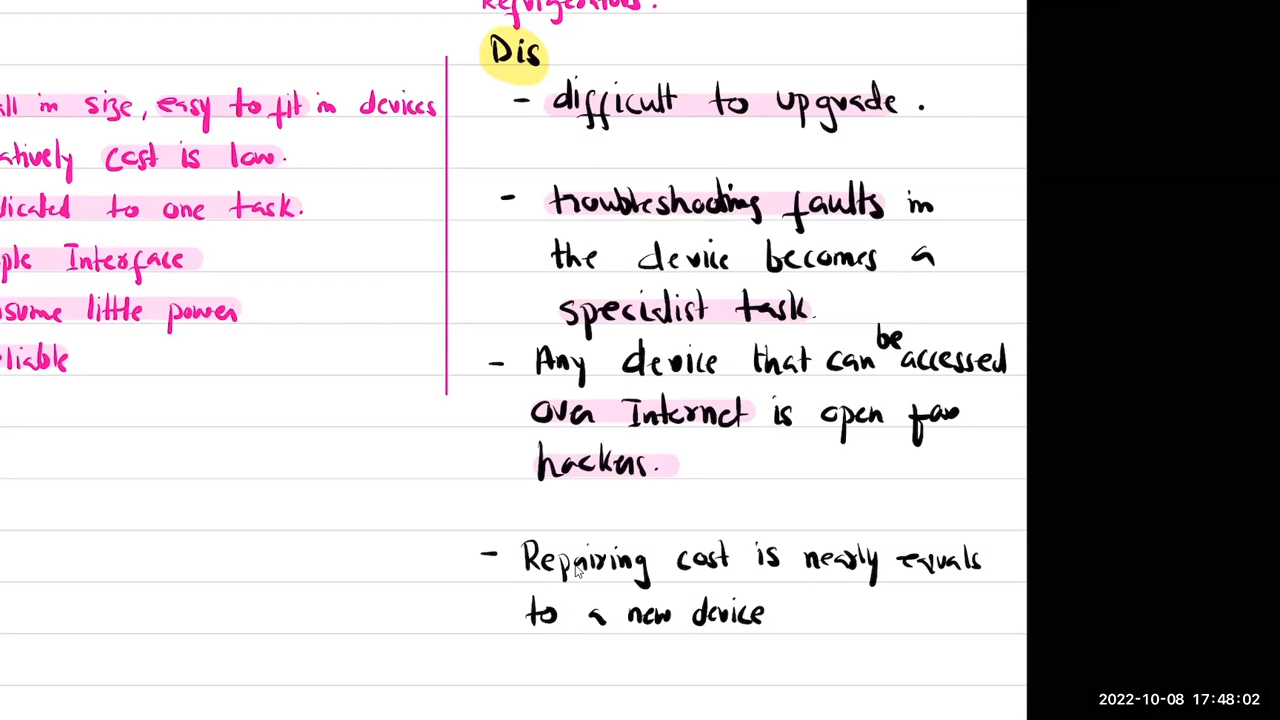 Refrigerators.
all in size, easy to fit in devices
atively cost is low.
dicated to one task.
ple Interface
sume little power
eliable
Dis
- difficult to upgrade.
- troubleshooting faults in
the device becomes a
specialist task.
- Any device that can be accessed
over Internet is open for
hackers.
- Repairing cost is nearly equals
to a new device
2022-10-08 17:48:02